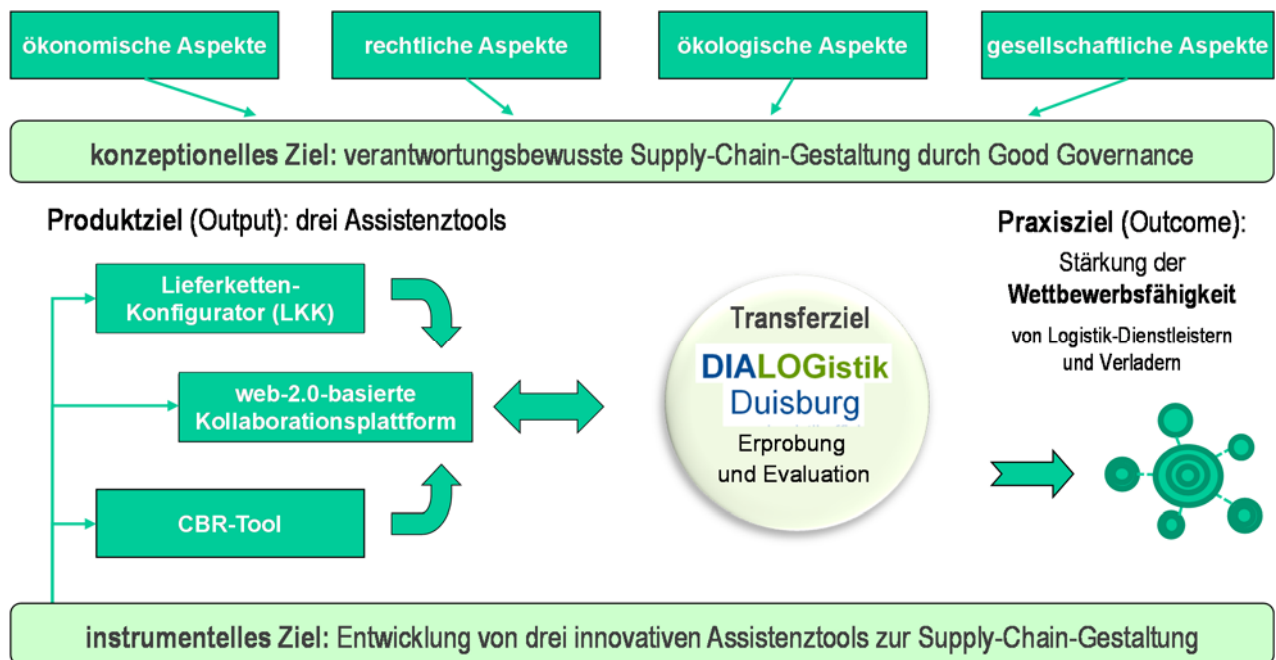 ökonomische Aspekte
rechtliche Aspekte
ökologische Aspekte
gesellschaftliche Aspekte
konzeptionelles Ziel: verantwortungsbewusste Supply-Chain-Gestaltung durch Good Governance
Produktziel (Output): drei Assistenztools
Lieferketten-
Konfigurator (LKK)
web-2.0-basierte
Kollaborationsplattform
CBR-Tool
Transferziel
DIALOGistik
Duisburg
Erprobung
und Evaluation
Praxisziel (Outcome):
Stärkung der
Wettbewerbsfähigkeit
von Logistik-Dienstleistern
und Verladern
instrumentelles Ziel: Entwicklung von drei innovativen Assistenztools zur Supply-Chain-Gestaltung